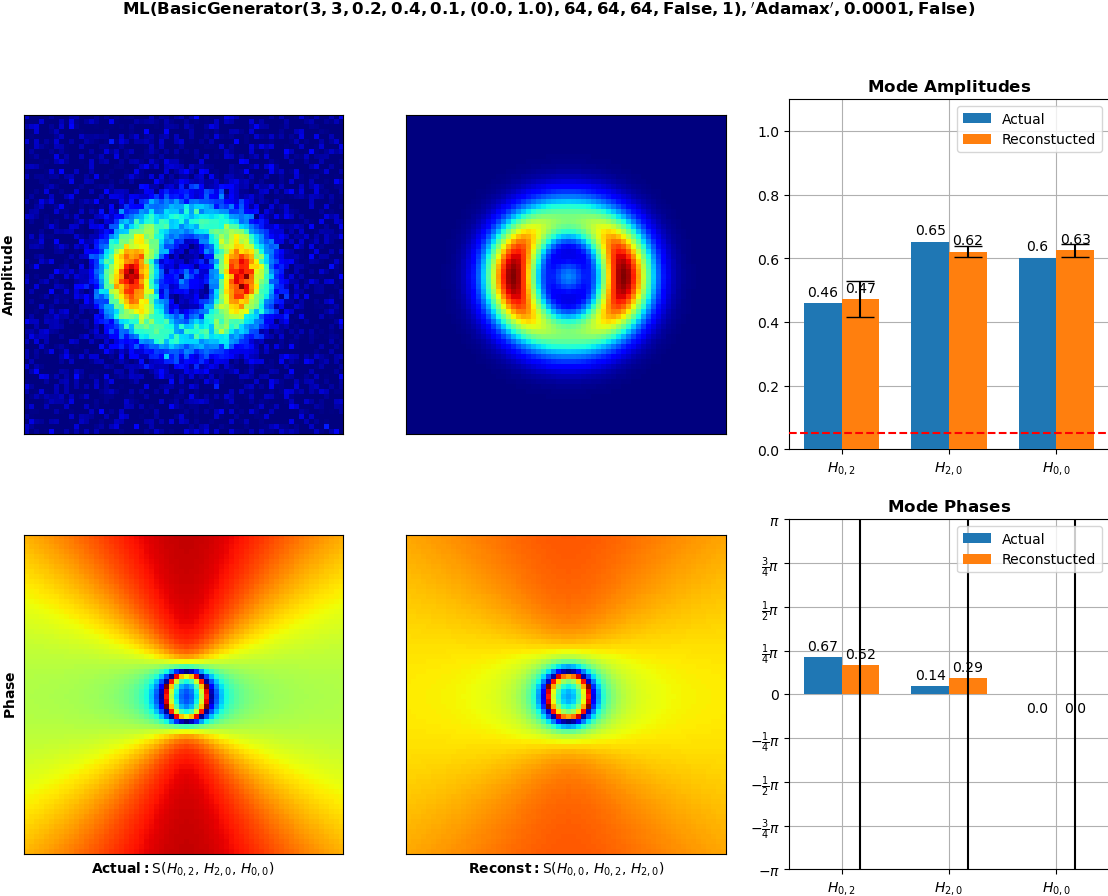 ML(BasicGenerator(3, 3, 0.2, 0.4, 0.1, (0.0, 1.0), 64, 64, 64, False, 1), ′Adamax′, 0.0001, False)
Amplitude
Mode Amplitudes
Actual
Reconstucted
1.0
0.8
0.6
0.4
0.2
0.0
0.46
0.47
0.65
0.62
0.6
0.63
H0,2
H2,0
H0,0
Phase
Actual: S(H0,2, H2,0, H0,0)
Reconst: S(H0,0, H0,2, H2,0)
Mode Phases
Actual
Reconstucted
π
3/4π
1/2π
1/4π
0
−1/4π
−1/2π
−3/4π
−π
0.67
0.52
0.14
0.29
0.0
0.0
H0,2
H2,0
H0,0